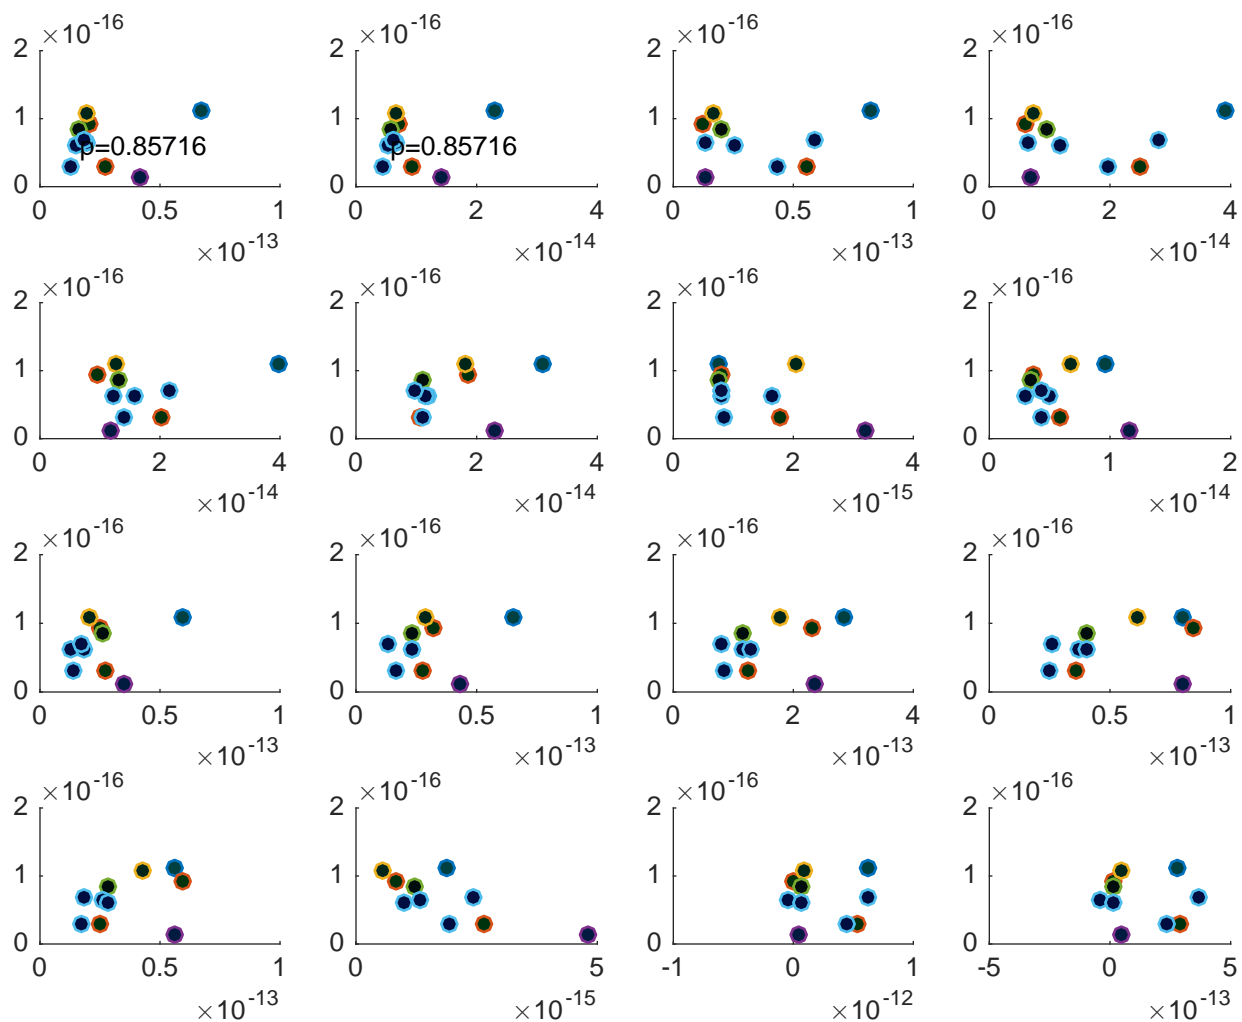 ×10-16 ×10-16 ×10-16 ×10-16
2 2 2 2
1 1 1 1
p=0.85716 p=0.85716
0 0 0 0
0 0.5 1 0 2 4 0 0.5 1 0 2 4
×10-13 ×10-14 ×10-13 ×10-14
×10-16 ×10-16 ×10-16 ×10-16
2 2 2 2
1 1 1 1
0 0 0 0
0 2 4 0 2 4 0 2 4 0 1 2
×10-14 ×10-14 ×10-15 ×10-14
×10-16 ×10-16 ×10-16 ×10-16
2 2 2 2
1 1 1 1
0 0 0 0
0 0.5 1 0 0.5 1 0 2 4 0 0.5 1
×10-13 ×10-13 ×10-13 ×10-13
×10-16 ×10-16 ×10-16 ×10-16
2 2 2 2
1 1 1 1
0 0 0 0
0 0.5 1 0 5 -1 0 1 -5 0 5
×10-13 ×10-15 ×10-12 ×10-13